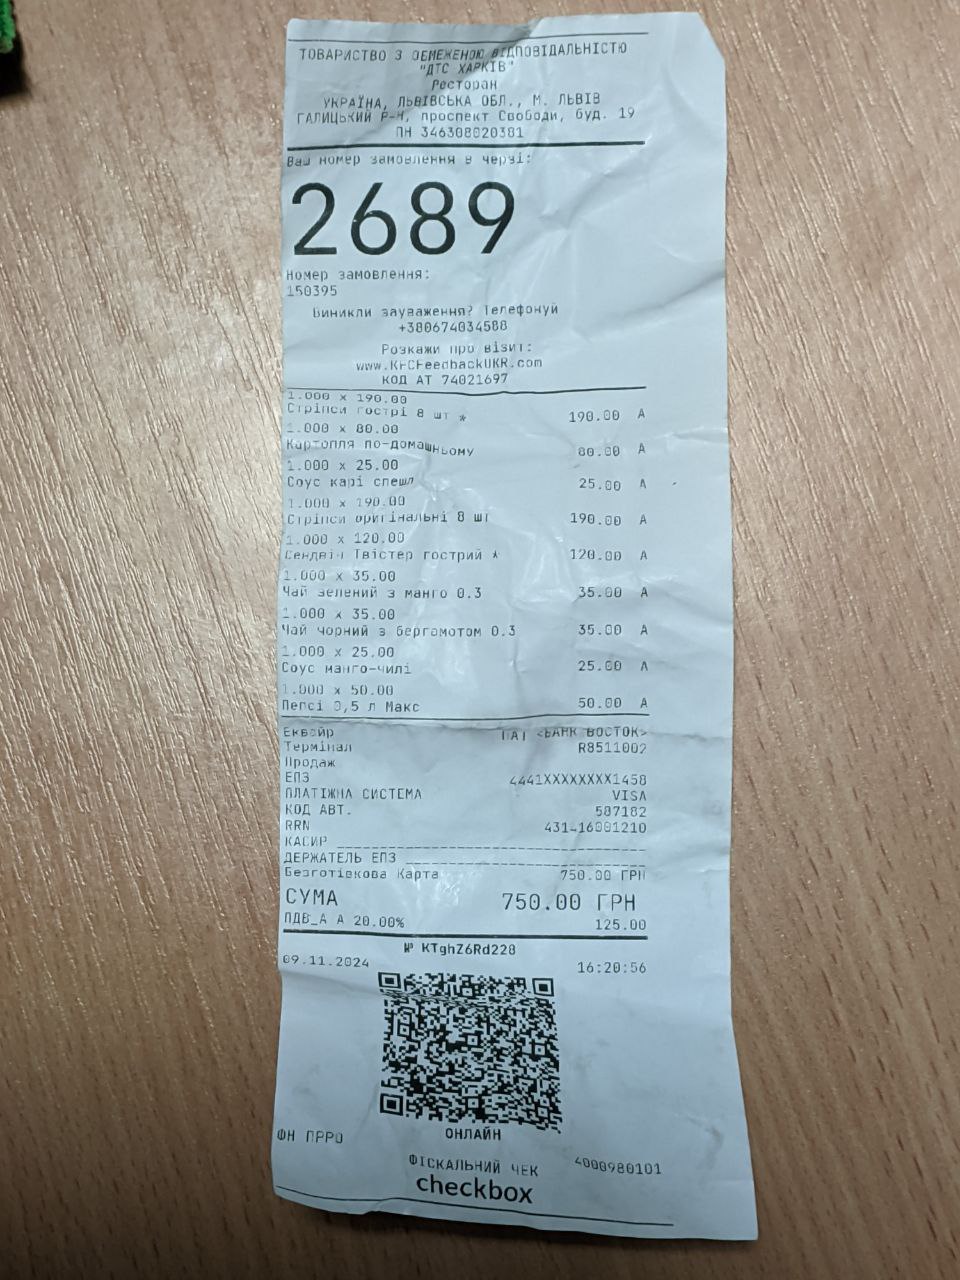 ТОВАРИСТВО З ОБМЕЖЕНОЮ ВІДПОВІДАЛЬНІСТЮ
"ДТС ХАРКІВ"
Ресторан
УКРАЇНА, ЛЬВІВСЬКА ОБЛ., М. ЛЬВІВ
ГАЛИЦЬКИЙ Р-Н, проспект Свободи, буд. 19
ПН 346308020381
Ваш номер замовлення в черзі:
2689
Номер замовлення:
150395
Виникли зауваження? Телефонуй
+380674034588
Розкажи про візит:
www.KFCFeedbackUKR.com
КОД АТ 74021697
1.000 x 190.00
Стріпси гострі 8 шт * 190.00 А
1.000 x 80.00
Картопля по-домашньому 80.00 А
1.000 x 25.00
Соус карі спешл 25.00 А
1.000 x 190.00
Стріпси оригінальні 8 шт 190.00 А
1.000 x 120.00
Сендвіч Твістер гострий * 120.00 А
1.000 x 35.00
Чай зелений з манго 0.3 35.00 А
1.000 x 35.00
Чай чорний з бергамотом 0.3 35.00 А
1.000 x 25.00
Соус манго-чилі 25.00 А
1.000 x 50.00
Пепсі 0,5 л Макс 50.00 А
Еквайр ПАТ <БАНК ВОСТОК>
Термінал R8511002
Продаж
ЕПЗ 4441XXXXXXXX1458
ПЛАТІЖНА СИСТЕМА VISA
КОД АВТ. 587182
RRN 431416001210
КАСИР
ДЕРЖАТЕЛЬ ЕПЗ
Безготівкова Карта 750.00 ГРН
СУМА 750.00 ГРН
ПДВ_А А 20.00% 125.00
№ KTghZ6Rd228
09.11.2024 16:20:56
ОНЛАЙН
ФН ПРРО 4000980101
ФІСКАЛЬНИЙ ЧЕК
checkbox